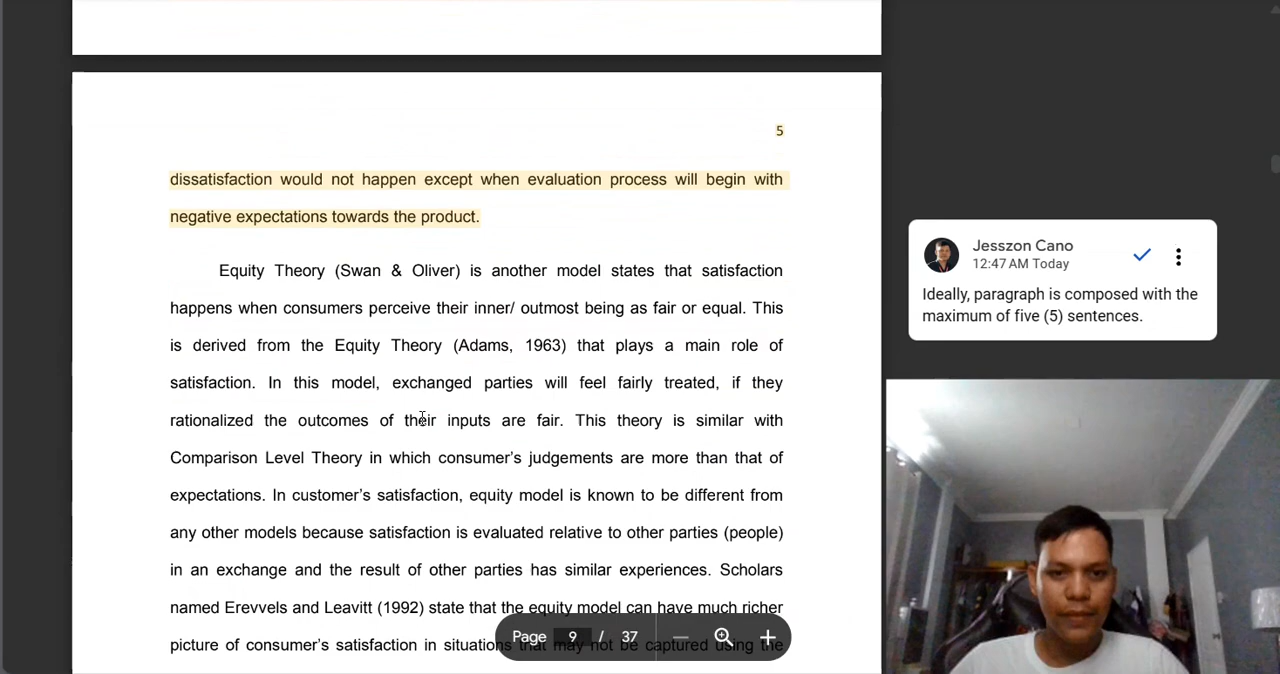 5
dissatisfaction would not happen except when evaluation process will begin with
negative expectations towards the product.
Equity Theory (Swan & Oliver) is another model states that satisfaction
happens when consumers perceive their inner/ outmost being as fair or equal. This
is derived from the Equity Theory (Adams, 1963) that plays a main role of
satisfaction. In this model, exchanged parties will feel fairly treated, if they
rationalized the outcomes of their inputs are fair. This theory is similar with
Comparison Level Theory in which consumer's judgements are more than that of
expectations. In customer's satisfaction, equity model is known to be different from
any other models because satisfaction is evaluated relative to other parties (people)
in an exchange and the result of other parties has similar experiences. Scholars
named Erevvels and Leavitt (1992) state that the equity model can have much richer
picture of consumer's satisfaction in situations that may not be captured using the
Page 9 / 37
Jesszon Cano
12:47 AM Today
Ideally, paragraph is composed with the
maximum of five (5) sentences.